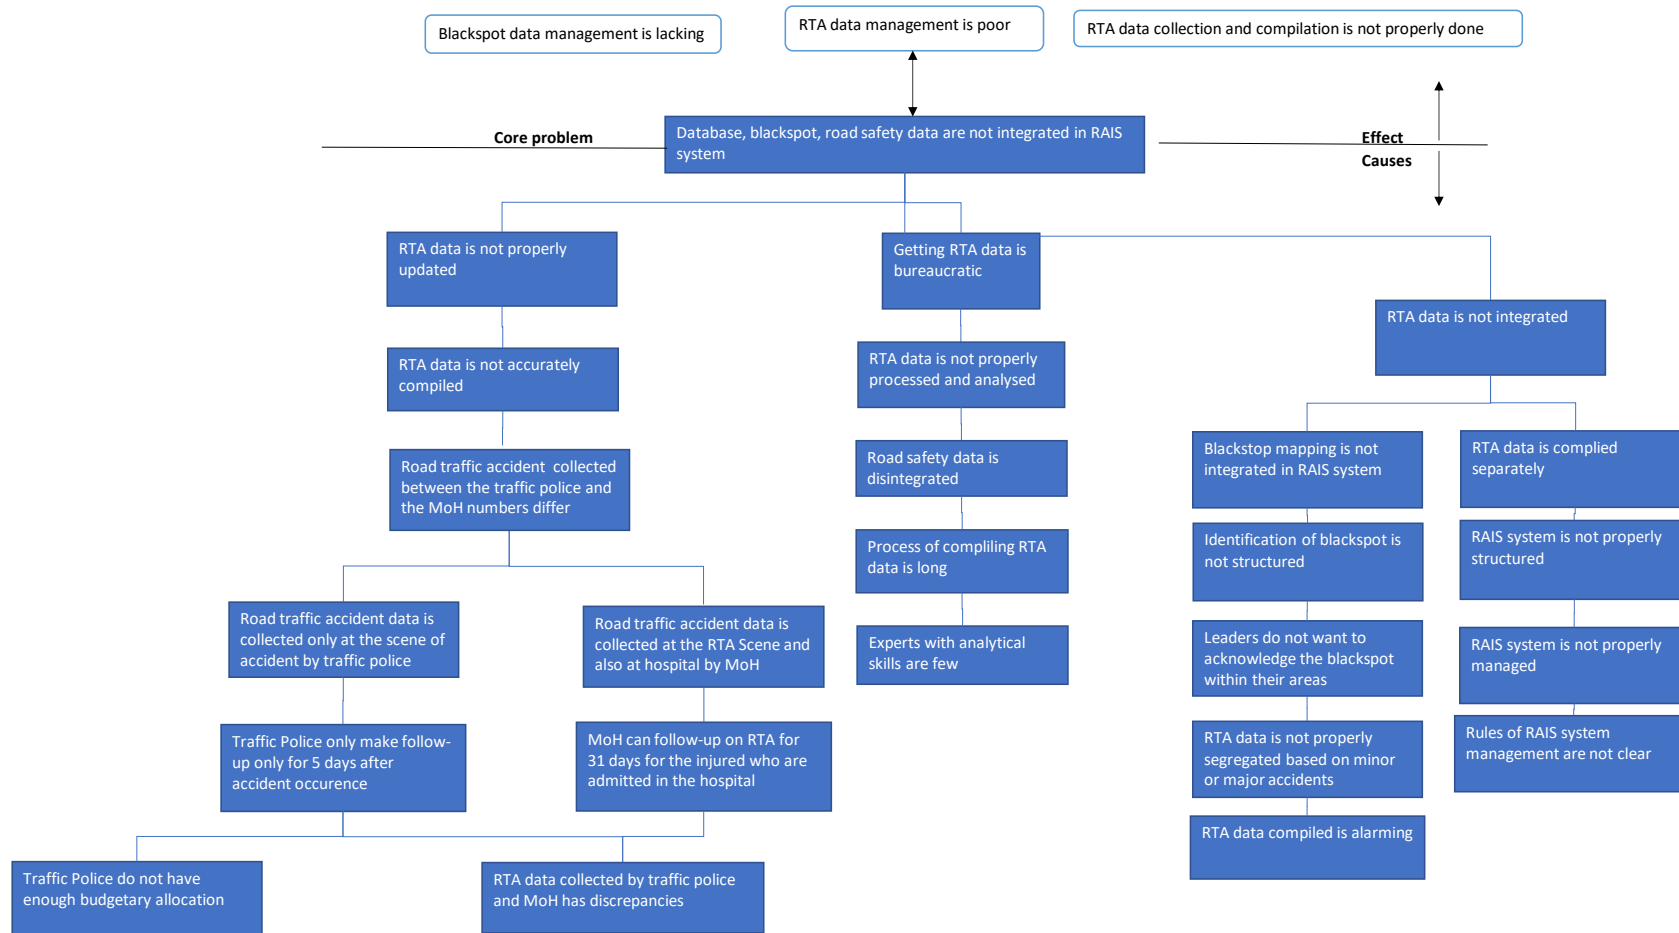 Blackspot data management is lacking
RTA data management is poor
RTA data collection and compilation is not properly done
Core problem
Database, blackspot, road safety data are not integrated in RAIS
system
Effect
Causes
RTA data is not properly
updated
Getting RTA data is
bureaucratic
RTA data is not integrated
RTA data is not accurately
compiled
RTA data is not properly
processed and analysed
Road traffic accident  collected
between the traffic police and
the MoH numbers differ
Road safety data is
disintegrated
Blackstop mapping is not
integrated in RAIS system
RTA data is complied
separately
Process of compliling RTA
data is long
Identification of blackspot is
not structured
RAIS system is not properly
structured
Road traffic accident data is
collected only at the scene of
accident by traffic police
Road traffic accident data is
collected at the RTA Scene and
also at hospital by MoH
Experts with analytical
skills are few
Leaders do not want to
acknowledge the blackspot
within their areas
RAIS system is not properly
managed
Traffic Police only make follow-
up only for 5 days after
accident occurence
MoH can follow-up on RTA for
31 days for the injured who are
admitted in the hospital
RTA data is not properly
segregated based on minor
or major accidents
Rules of RAIS system
management are not clear
RTA data compiled is alarming
Traffic Police do not have
enough budgetary allocation
RTA data collected by traffic police
and MoH has discrepancies